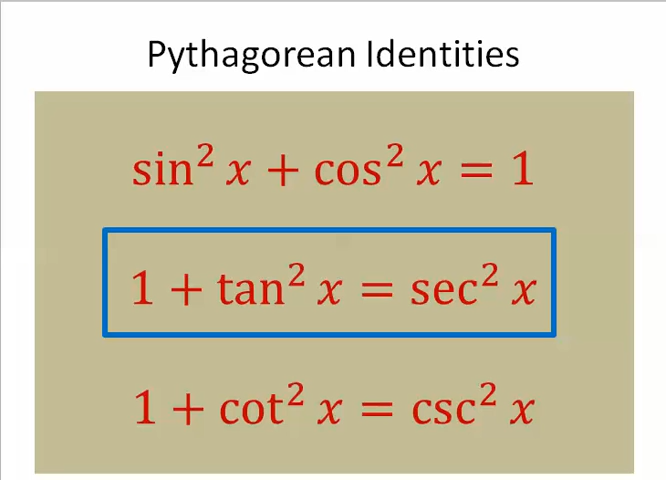 Pythagorean Identities
sin² x + cos² x = 1
1 + tan² x = sec² x
1 + cot² x = csc² x